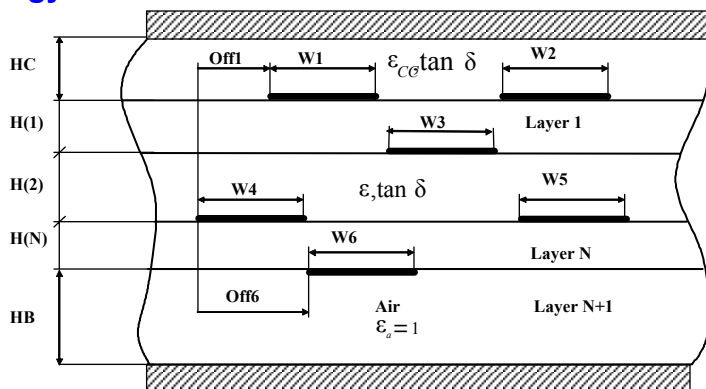 HC
Off1
W1
ε_CO tan δ
W2
H(1)
W3
Layer 1
H(2)
W4
ε,tan δ
W5
H(N)
W6
Layer N
HB
Off6
Air
Layer N+1
ε_a = 1